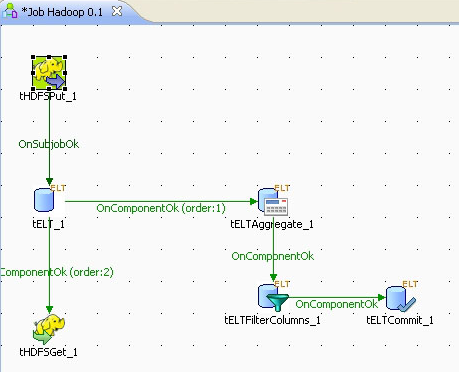 *Job Hadoop 0.1
tHDFSPut_1
OnSubjobOk
ELT
tELT_1
OnComponentOk (order:1)
ELT
tELTAggregate_1
OnComponentOk
ComponentOk (order:2)
ELT
tELTFilterColumns_1
OnComponentOk
ELT
tELTCommit_1
tHDFSGet_1